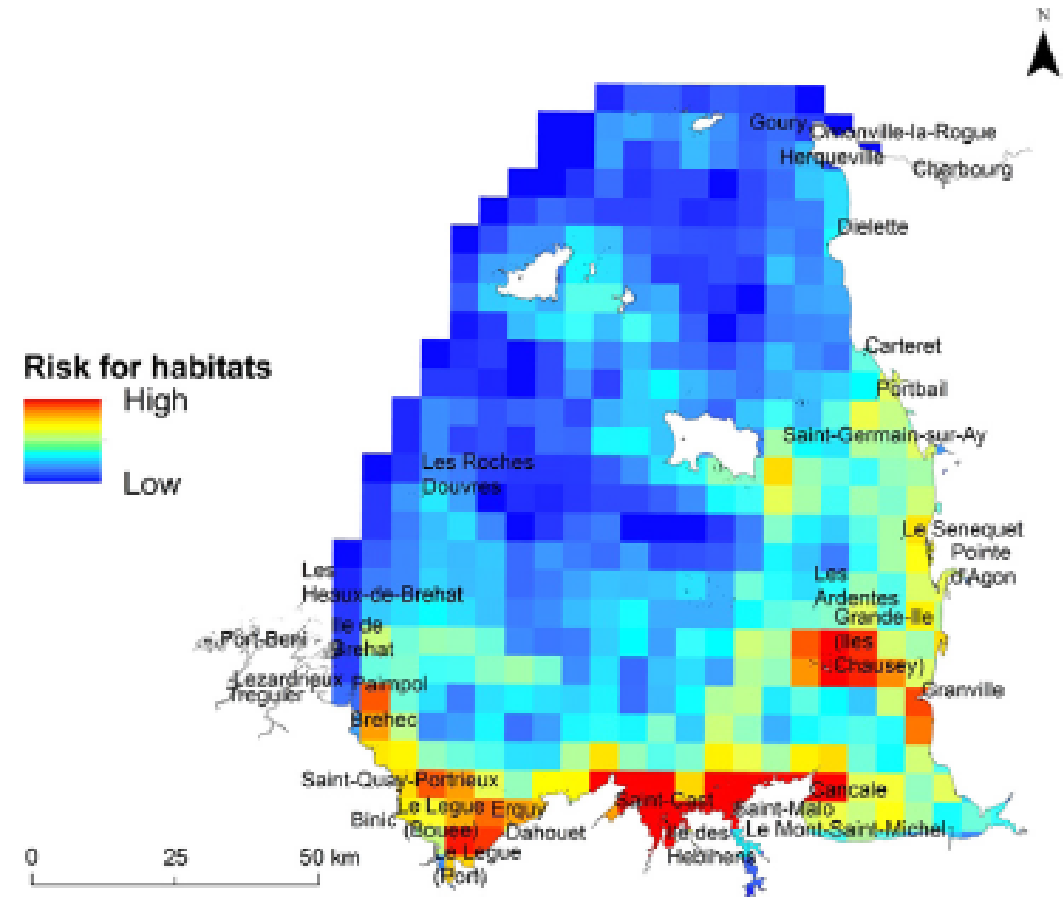 N
Goury
Omonville-la-Rogue
Herqueville
Cherbourg
Dielette
Carteret
Risk for habitats
High
Low
Portbail
Saint-Germain-sur-Ay
Les Roches
Douvres
Le Senequet
Pointe
d'Agon
Les
Heaux-de-Brehat
Les
Ardentes
Grande-Ile
(Iles
Chausey)
Port-Beni
Ile de
Brehat
Lezardrieux
Treguier
Paimpol
Granville
Brehec
Saint-Quay-Portrieux
Cancale
Le Legue
(Bouee)
Erquy
Saint-Cast
Saint-Malo
Binic
Dahouet
Ile des
Hebihens
Le Mont-Saint-Michel
Le Legue
(Port)
0 25 50 km